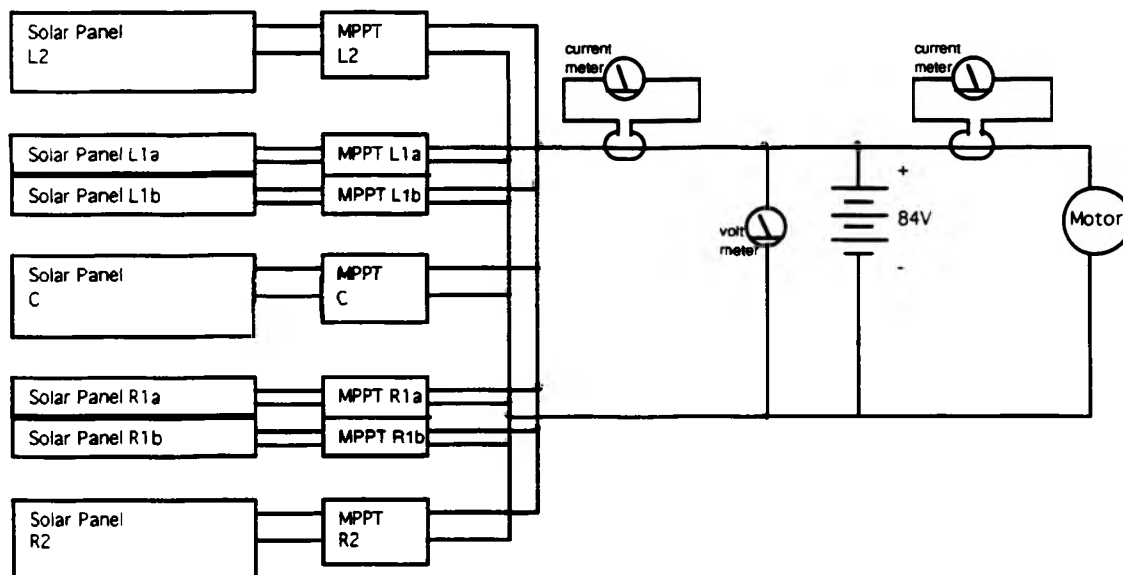 Solar Panel
L2
MPPT
L2
current
meter
current
meter
Solar Panel L1a
MPPT L1a
Solar Panel L1b
MPPT L1b
+
84V
-
volt
meter
Motor
Solar Panel
C
MPPT
C
Solar Panel R1a
MPPT R1a
Solar Panel R1b
MPPT R1b
Solar Panel
R2
MPPT
R2